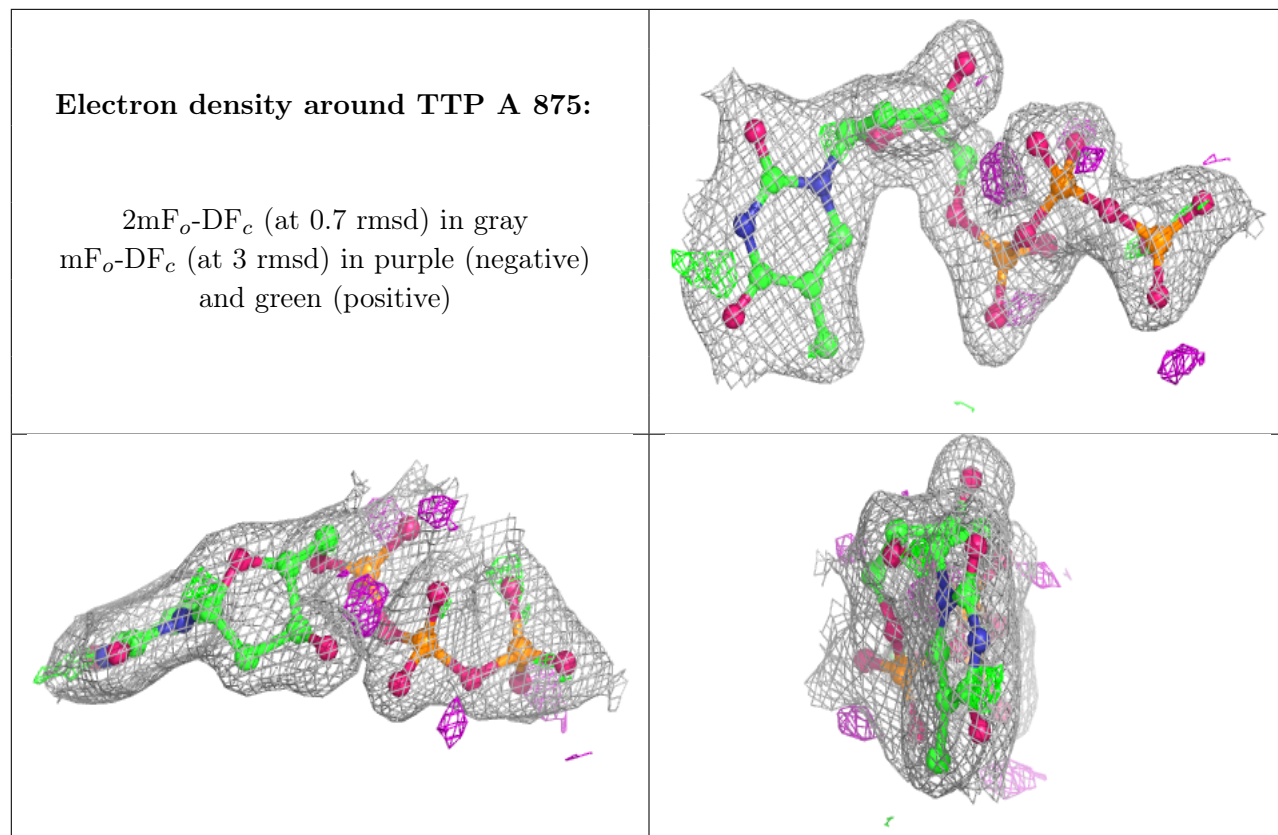 Electron density around TTP A 875:
2mFo-DFc (at 0.7 rmsd) in gray
mFo-DFc (at 3 rmsd) in purple (negative)
and green (positive)